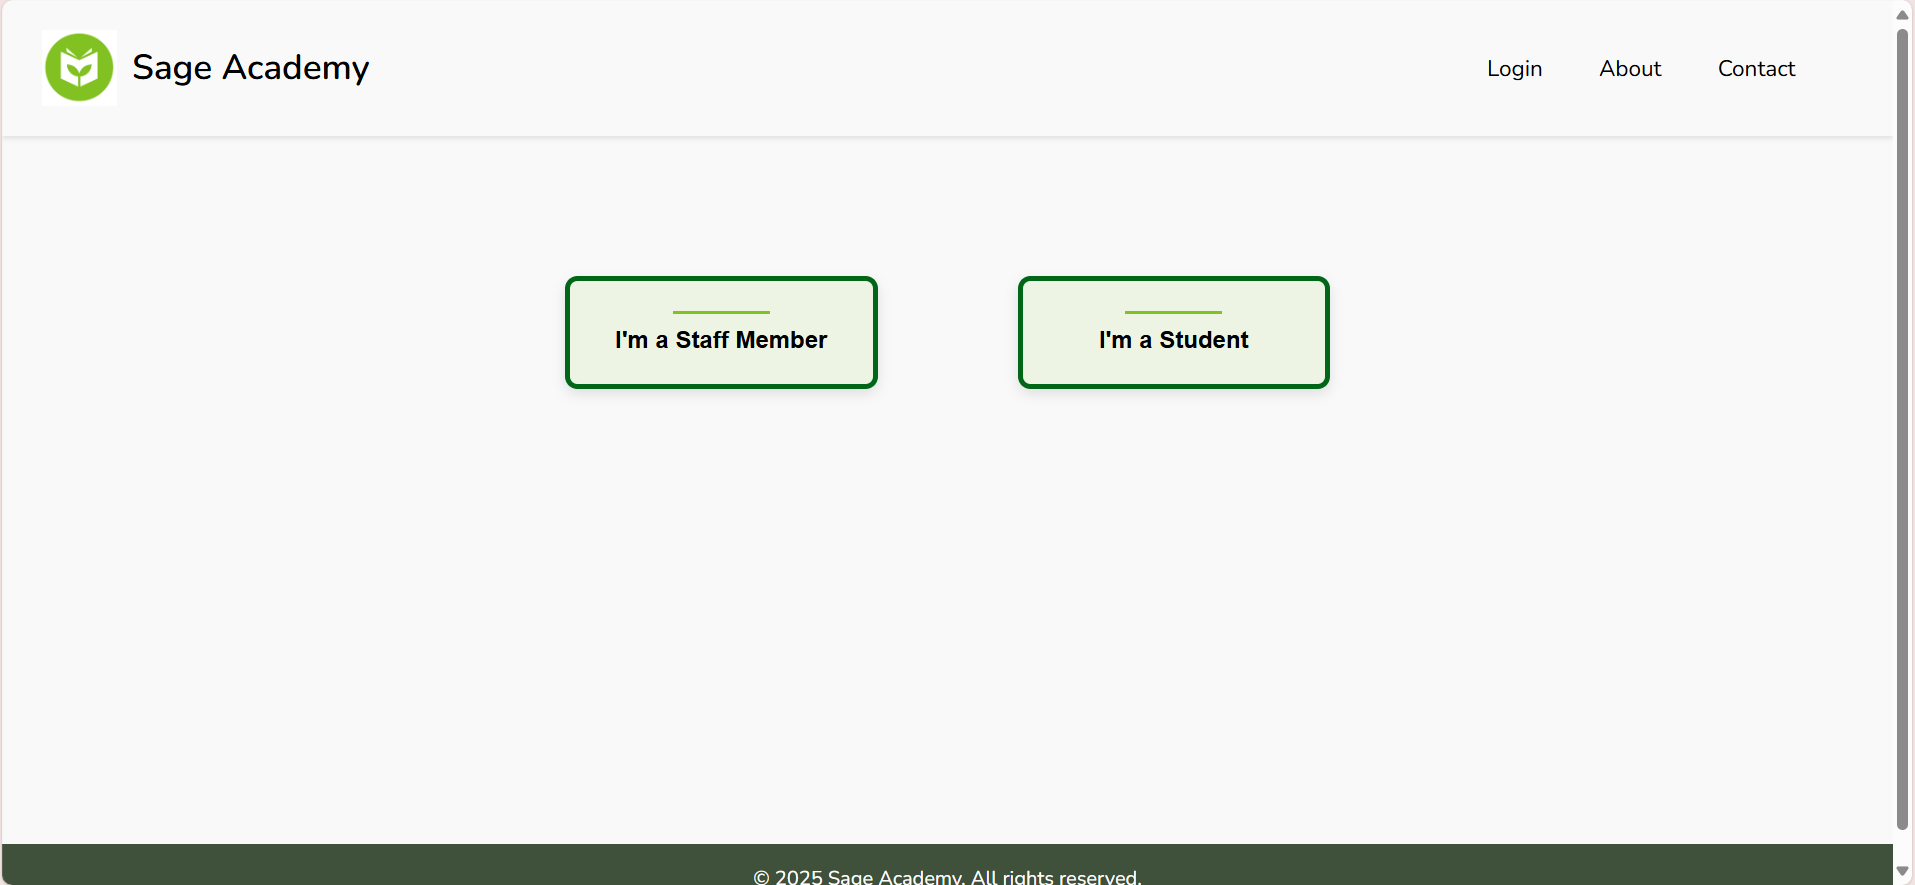 Sage Academy
Login
About
Contact
I'm a Staff Member
I'm a Student
© 2025 Sage Academy. All rights reserved.